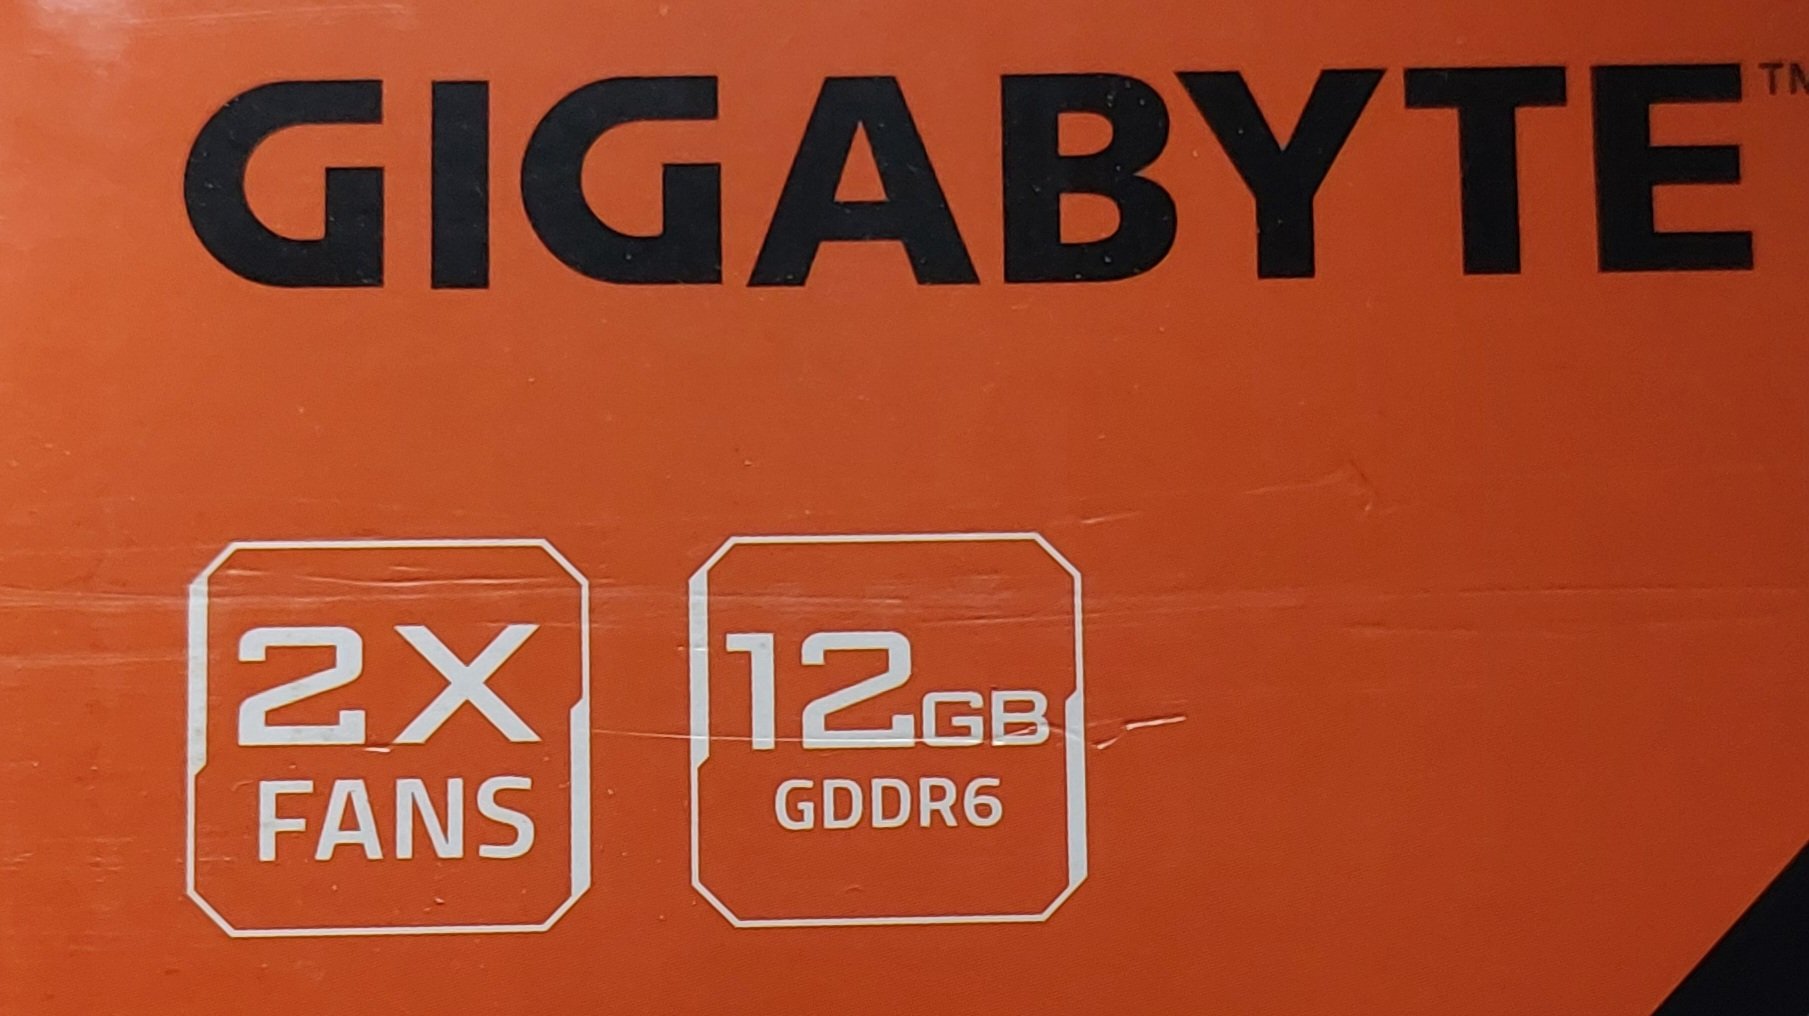 GIGABYTE™
2X
FANS
12GB
GDDR6